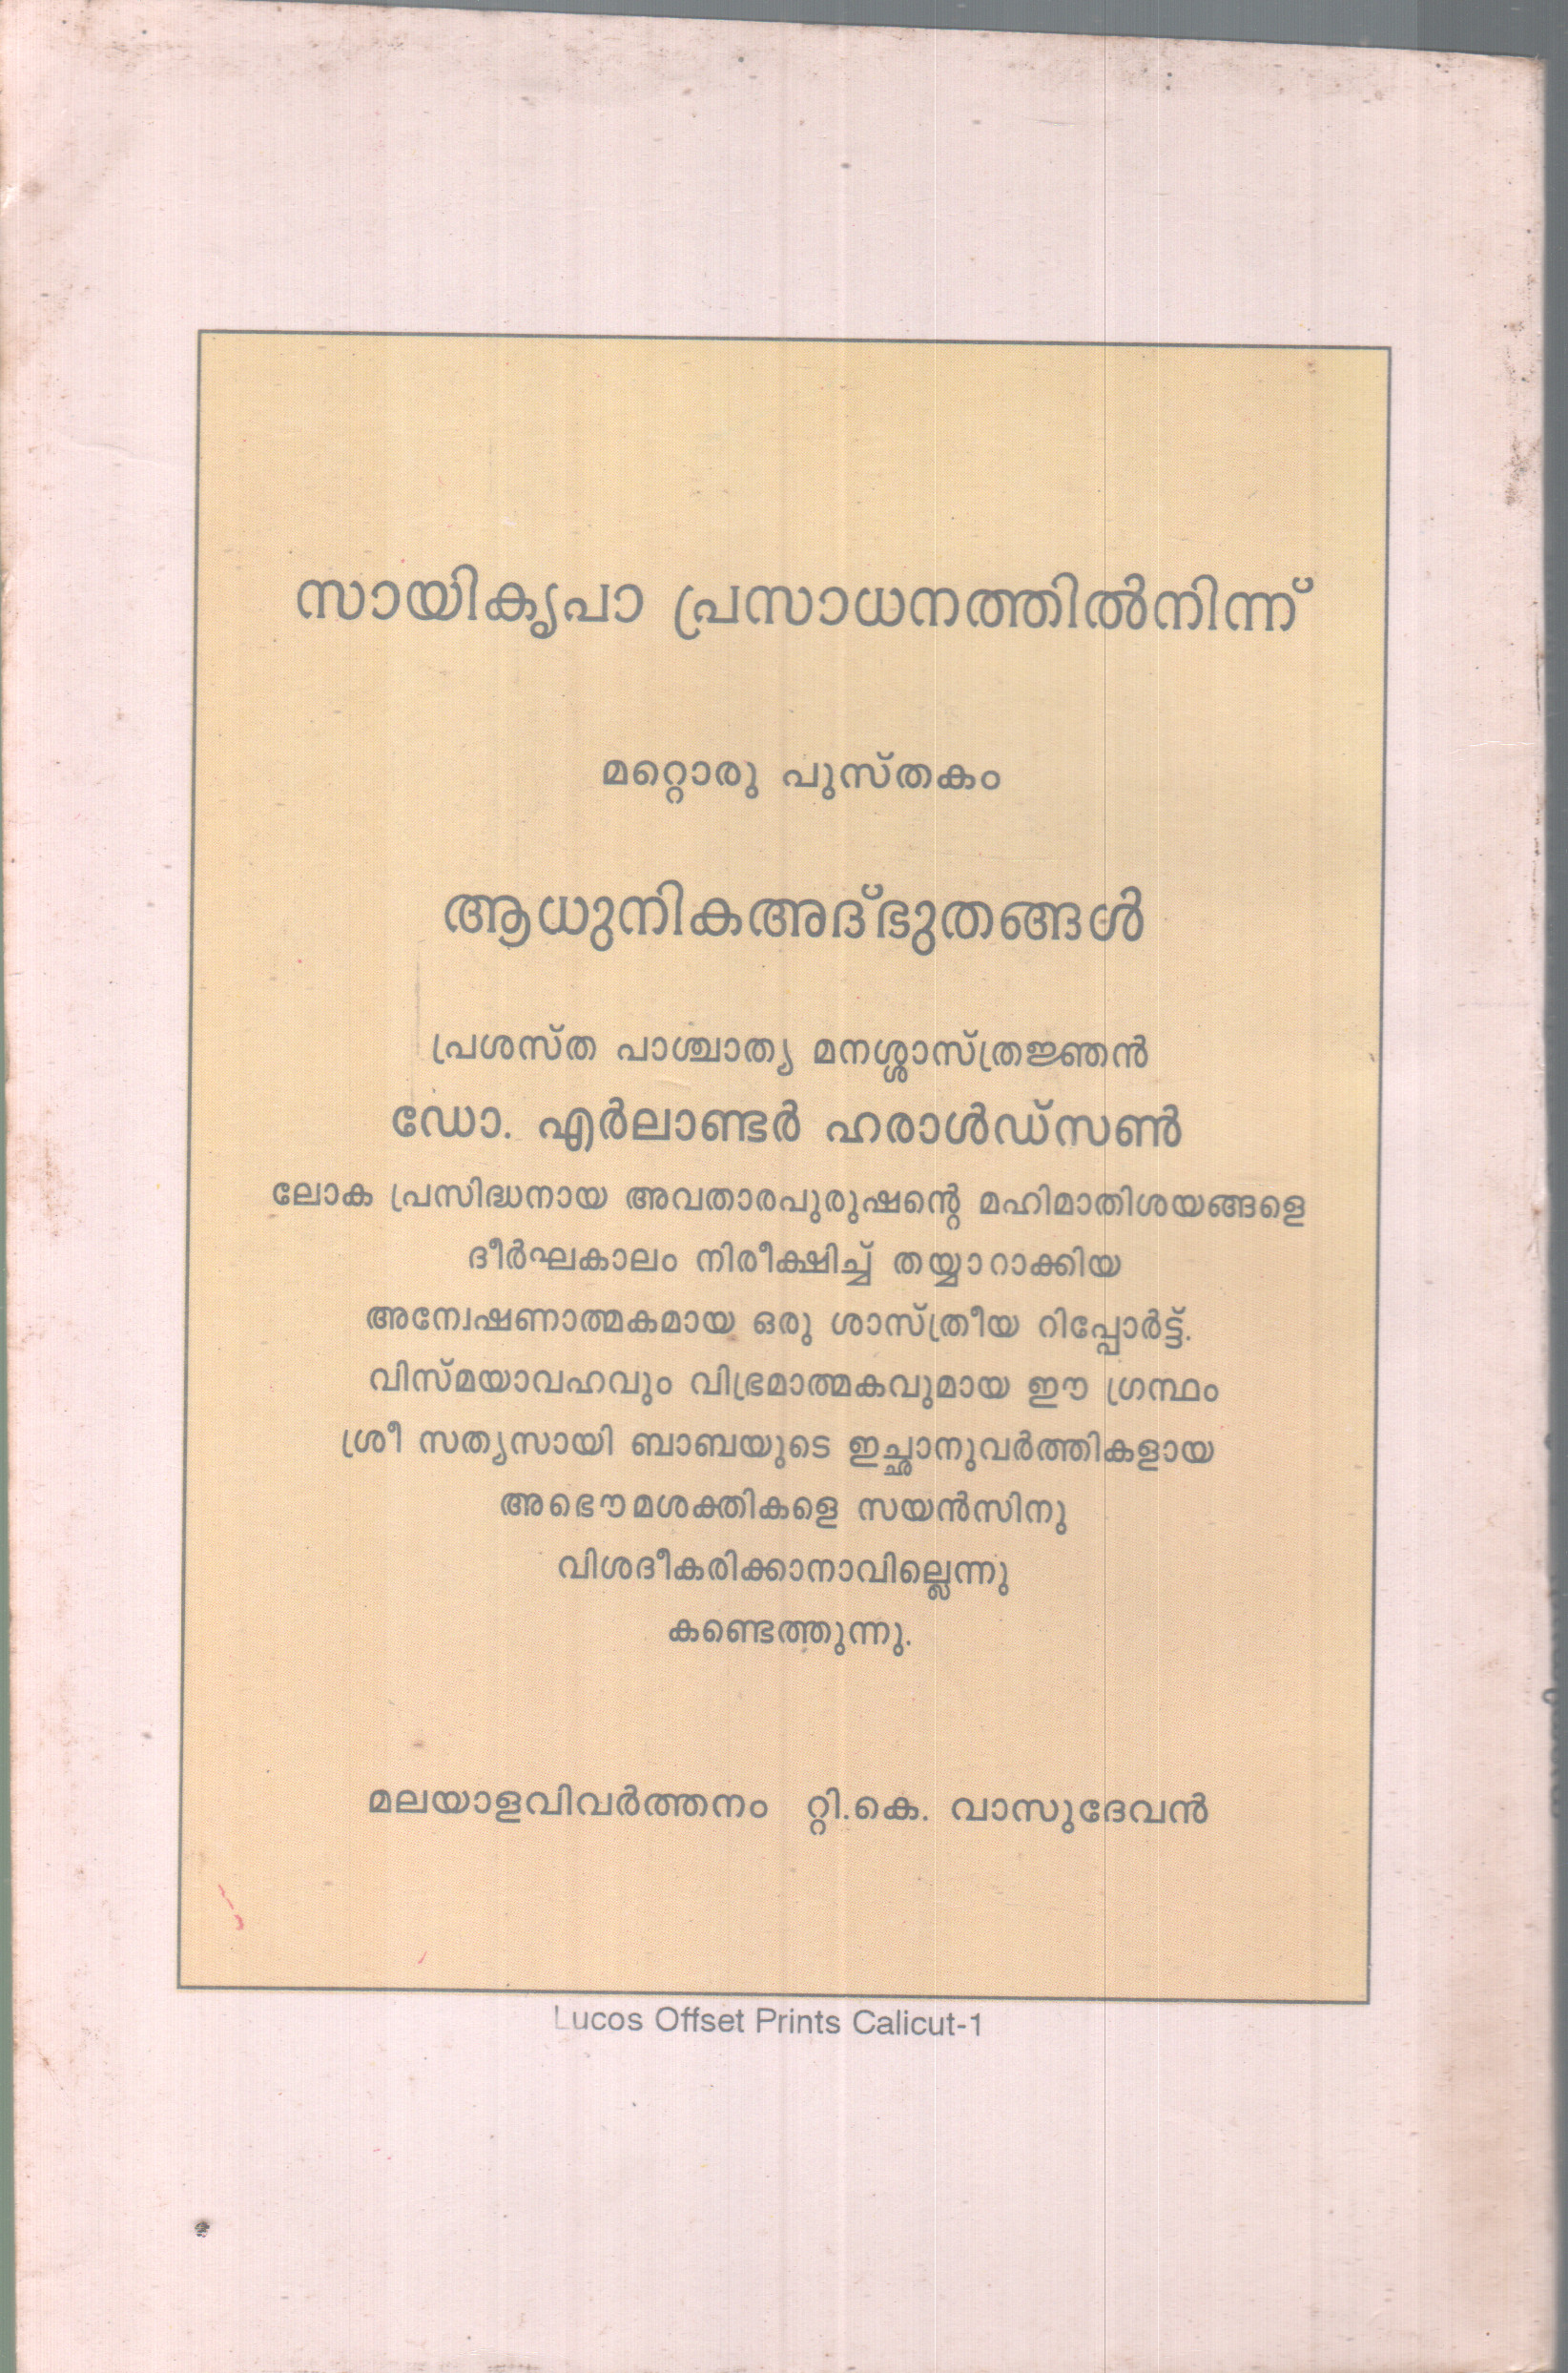 സായികൃപാ പ്രസാധനത്തിൽനിന്ന്
മറ്റൊരു പുസ്തകം
ആധുനികഅദ്ഭുതങ്ങൾ
പ്രശസ്ത പാശ്ചാത്യ മനശ്ശാസ്ത്രജ്ഞൻ
ഡോ. എർലാണ്ടർ ഹരാൾഡ്സൺ
ലോക പ്രസിദ്ധനായ അവതാരപുരുഷന്റെ മഹിമാതിശയങ്ങളെ
ദീർഘകാലം നിരീക്ഷിച്ച് തയ്യാറാക്കിയ
അന്വേഷണാത്മകമായ ഒരു ശാസ്ത്രീയ റിപ്പോർട്ട്.
വിസ്മയാവഹവും വിഭ്രമാത്മകവുമായ ഈ ഗ്രന്ഥം
ശ്രീ സത്യസായി ബാബയുടെ ഇച്ഛാനുവർത്തികളായ
അഭൌമശക്തികളെ സയൻസിനു
വിശദീകരിക്കാനാവില്ലെന്നു
കണ്ടെത്തുന്നു.
മലയാളവിവർത്തനം റ്റി.കെ. വാസുദേവൻ
Lucos Offset Prints Calicut-1